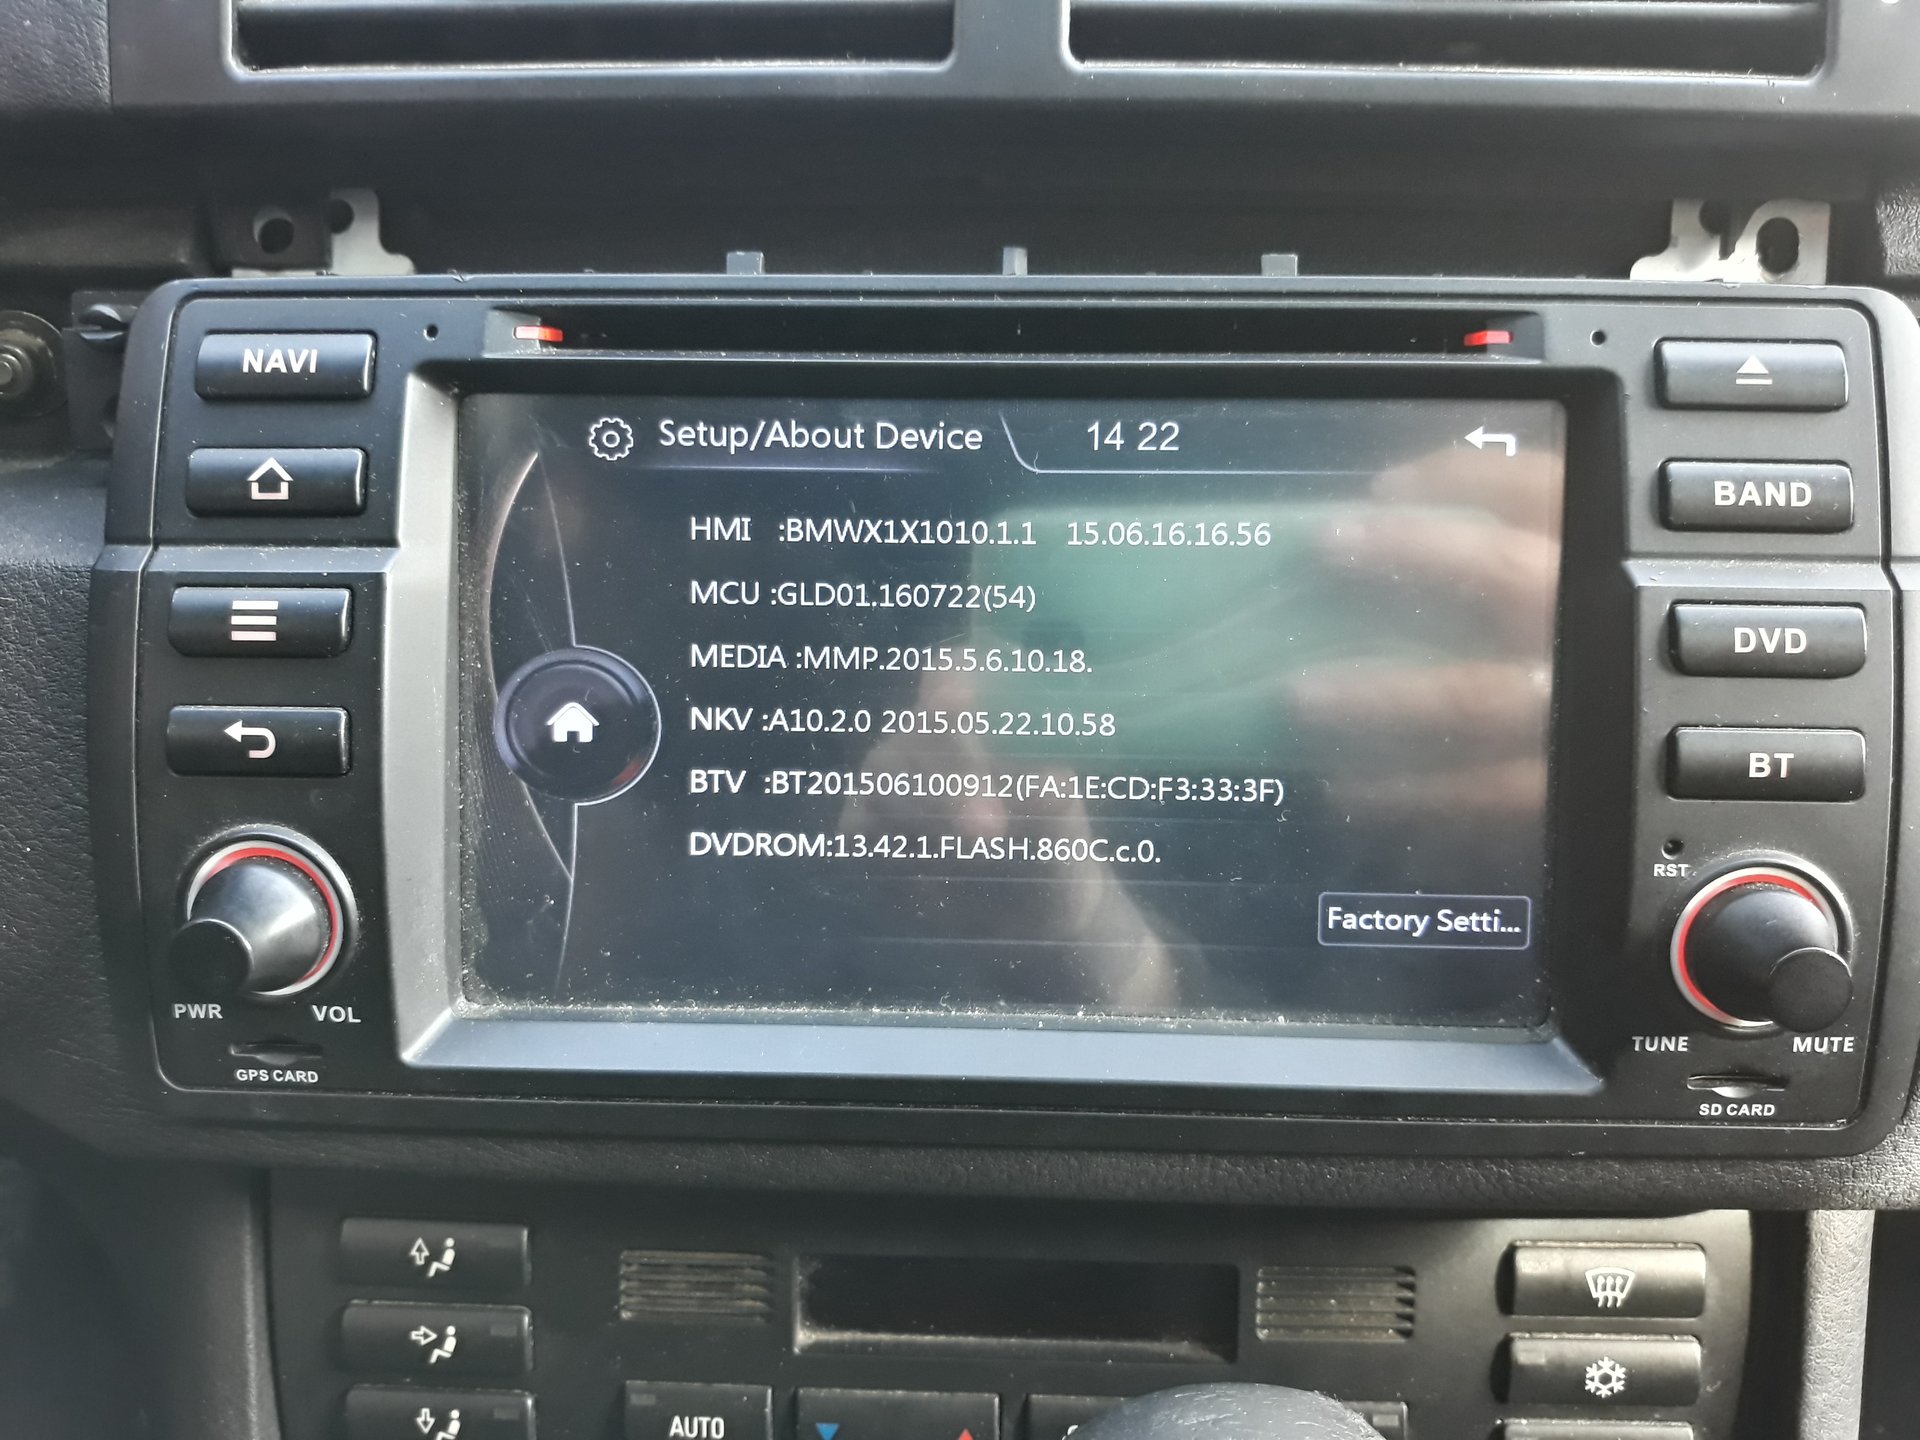 NAVI
Setup/About Device 14 22
BAND
HMI :BMWX1X1010.1.1 15.06.16.16.56
MCU :GLD01.160722(54)
MEDIA :MMP.2015.5.6.10.18.
DVD
NKV :A10.2.0 2015.05.22.10.58
BT
BTV :BT201506100912(FA:1E:CD:F3:33:3F)
DVDROM:13.42.1.FLASH.860C.c.0.
RST
Factory Setti...
PWR VOL
TUNE MUTE
GPS CARD
SD CARD
AUTO